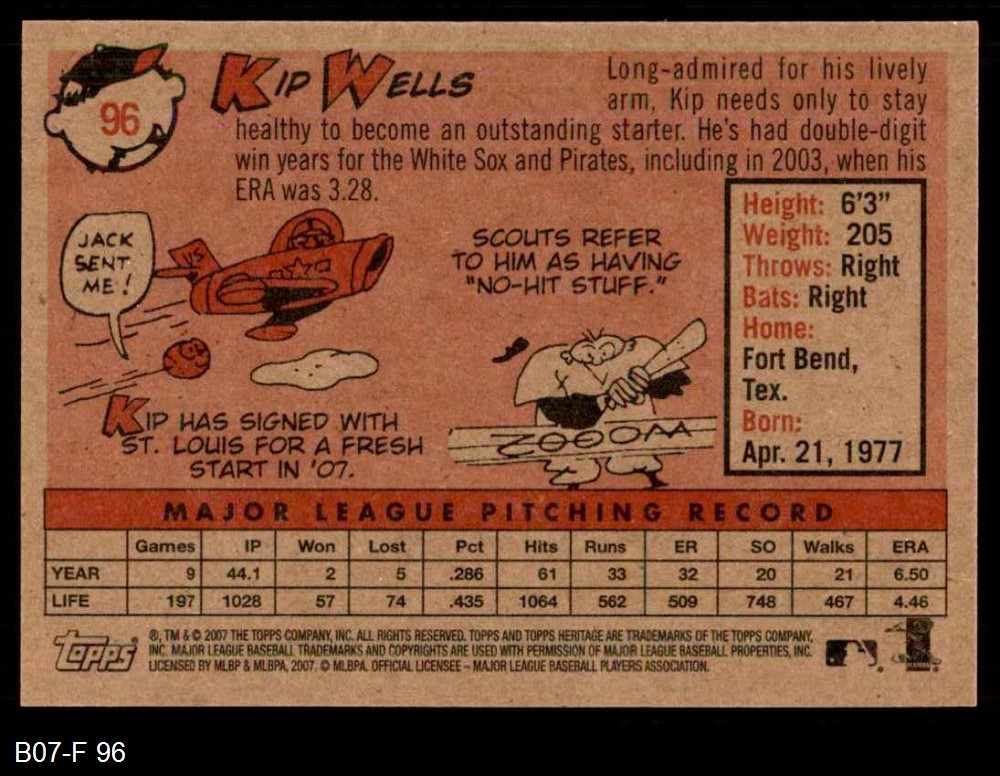 96
KIP WELLS
Long-admired for his lively
arm, Kip needs only to stay
healthy to become an outstanding starter. He's had double-digit
win years for the White Sox and Pirates, including in 2003, when his
ERA was 3.28.
JACK
SENT
ME!
US
SCOUTS REFER
TO HIM AS HAVING
"NO-HIT STUFF."
KIP HAS SIGNED WITH
ST. LOUIS FOR A FRESH
START IN '07.
ZOOOM
Height: 6'3"
Weight: 205
Throws: Right
Bats: Right
Home:
Fort Bend,
Tex.
Born:
Apr. 21, 1977
MAJOR LEAGUE PITCHING RECORD
Games IP Won Lost Pct Hits Runs ER SO Walks ERA
YEAR 9 44.1 2 5 .286 61 33 32 20 21 6.50
LIFE 197 1028 57 74 .435 1064 562 509 748 467 4.46
Topps
®, TM & © 2007 THE TOPPS COMPANY, INC. ALL RIGHTS RESERVED. TOPPS AND TOPPS HERITAGE ARE TRADEMARKS OF THE TOPPS COMPANY,
INC. MAJOR LEAGUE BASEBALL TRADEMARKS AND COPYRIGHTS ARE USED WITH PERMISSION OF MAJOR LEAGUE BASEBALL PROPERTIES, INC.
LICENSED BY MLBP & MLBPA, 2007. © MLBPA. OFFICIAL LICENSEE – MAJOR LEAGUE BASEBALL PLAYERS ASSOCIATION.
B07-F 96